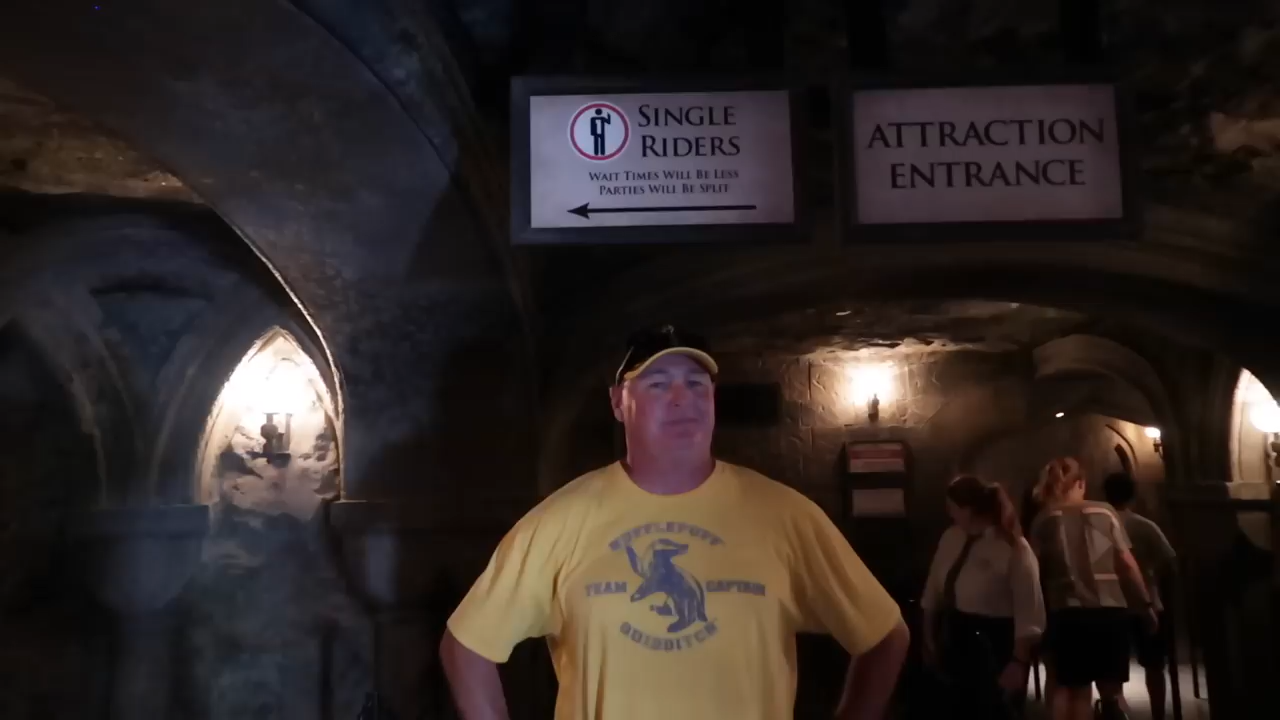 SINGLE
RIDERS
WAIT TIMES WILL BE LESS
PARTIES WILL BE SPLIT
ATTRACTION
ENTRANCE
HUFFLEPUFF
TEAM CAPTAIN
QUIDDITCH